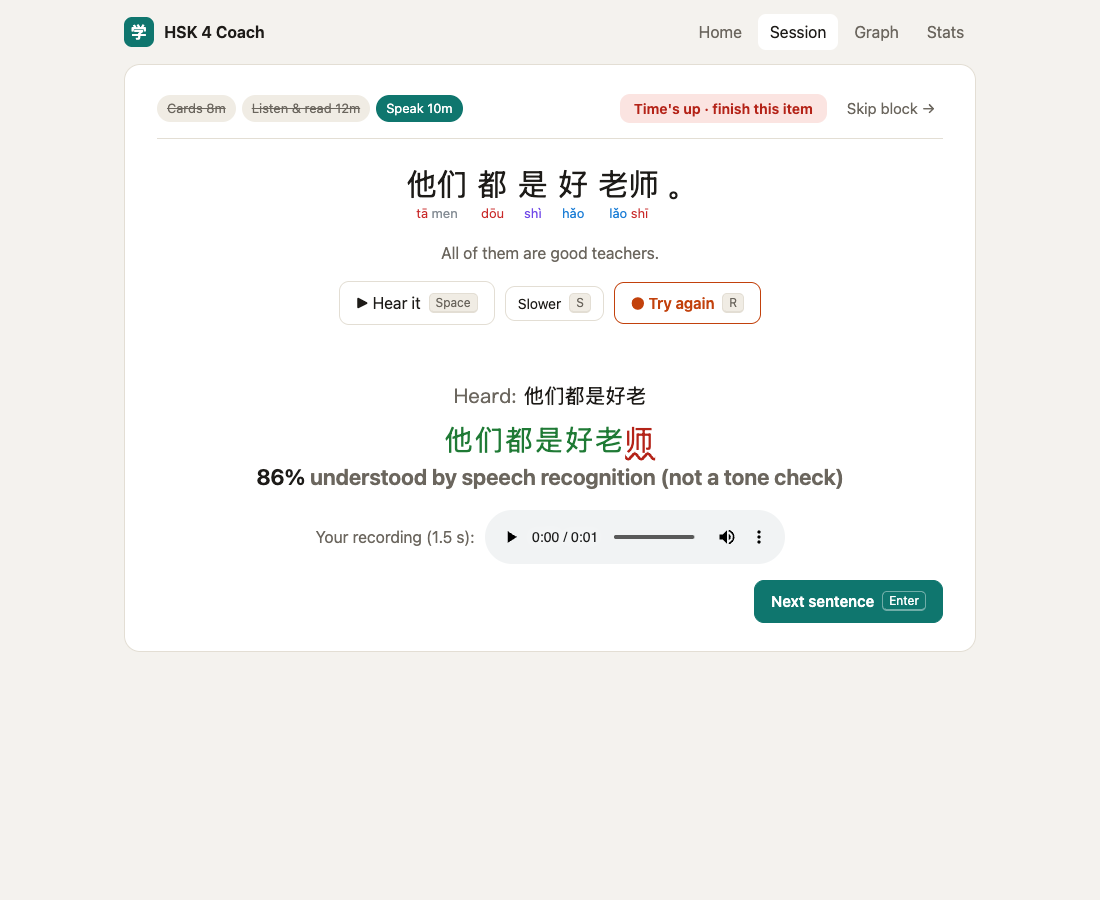 学 HSK 4 Coach Home Session Graph Stats
Cards 8m Listen & read 12m Speak 10m Time's up · finish this item Skip block →
他们 都 是 好 老师 。
tā men dōu shì hǎo lǎo shī
All of them are good teachers.
▶ Hear it Space Slower S ● Try again R
Heard: 他们都是好老
他们都是好老师
86% understood by speech recognition (not a tone check)
Your recording (1.5 s): 0:00 / 0:01
Next sentence Enter